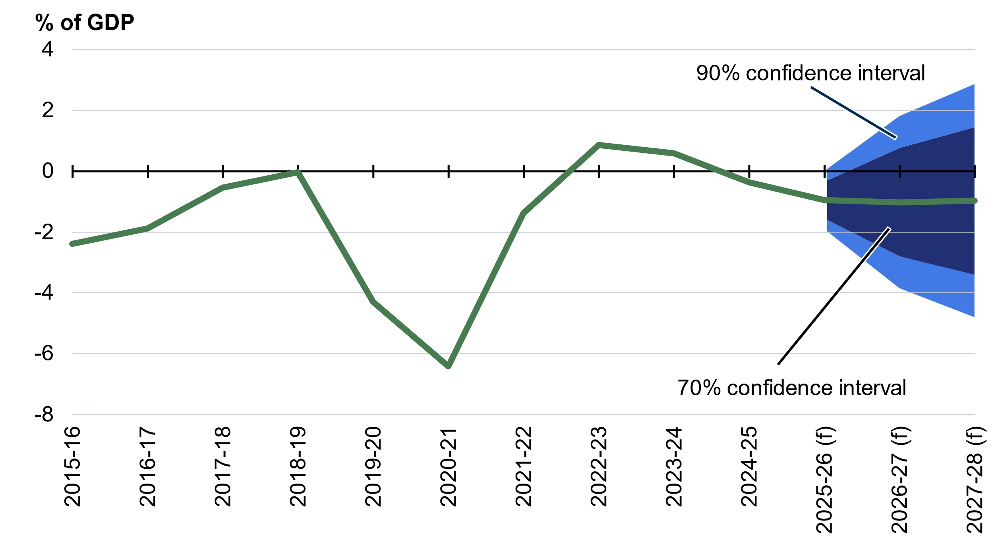 % of GDP
4
90% confidence interval
2
0
-2
-4
-6
70% confidence interval
-8
2015-16
2016-17
2017-18
2018-19
2019-20
2020-21
2021-22
2022-23
2023-24
2024-25
2025-26 (f)
2026-27 (f)
2027-28 (f)